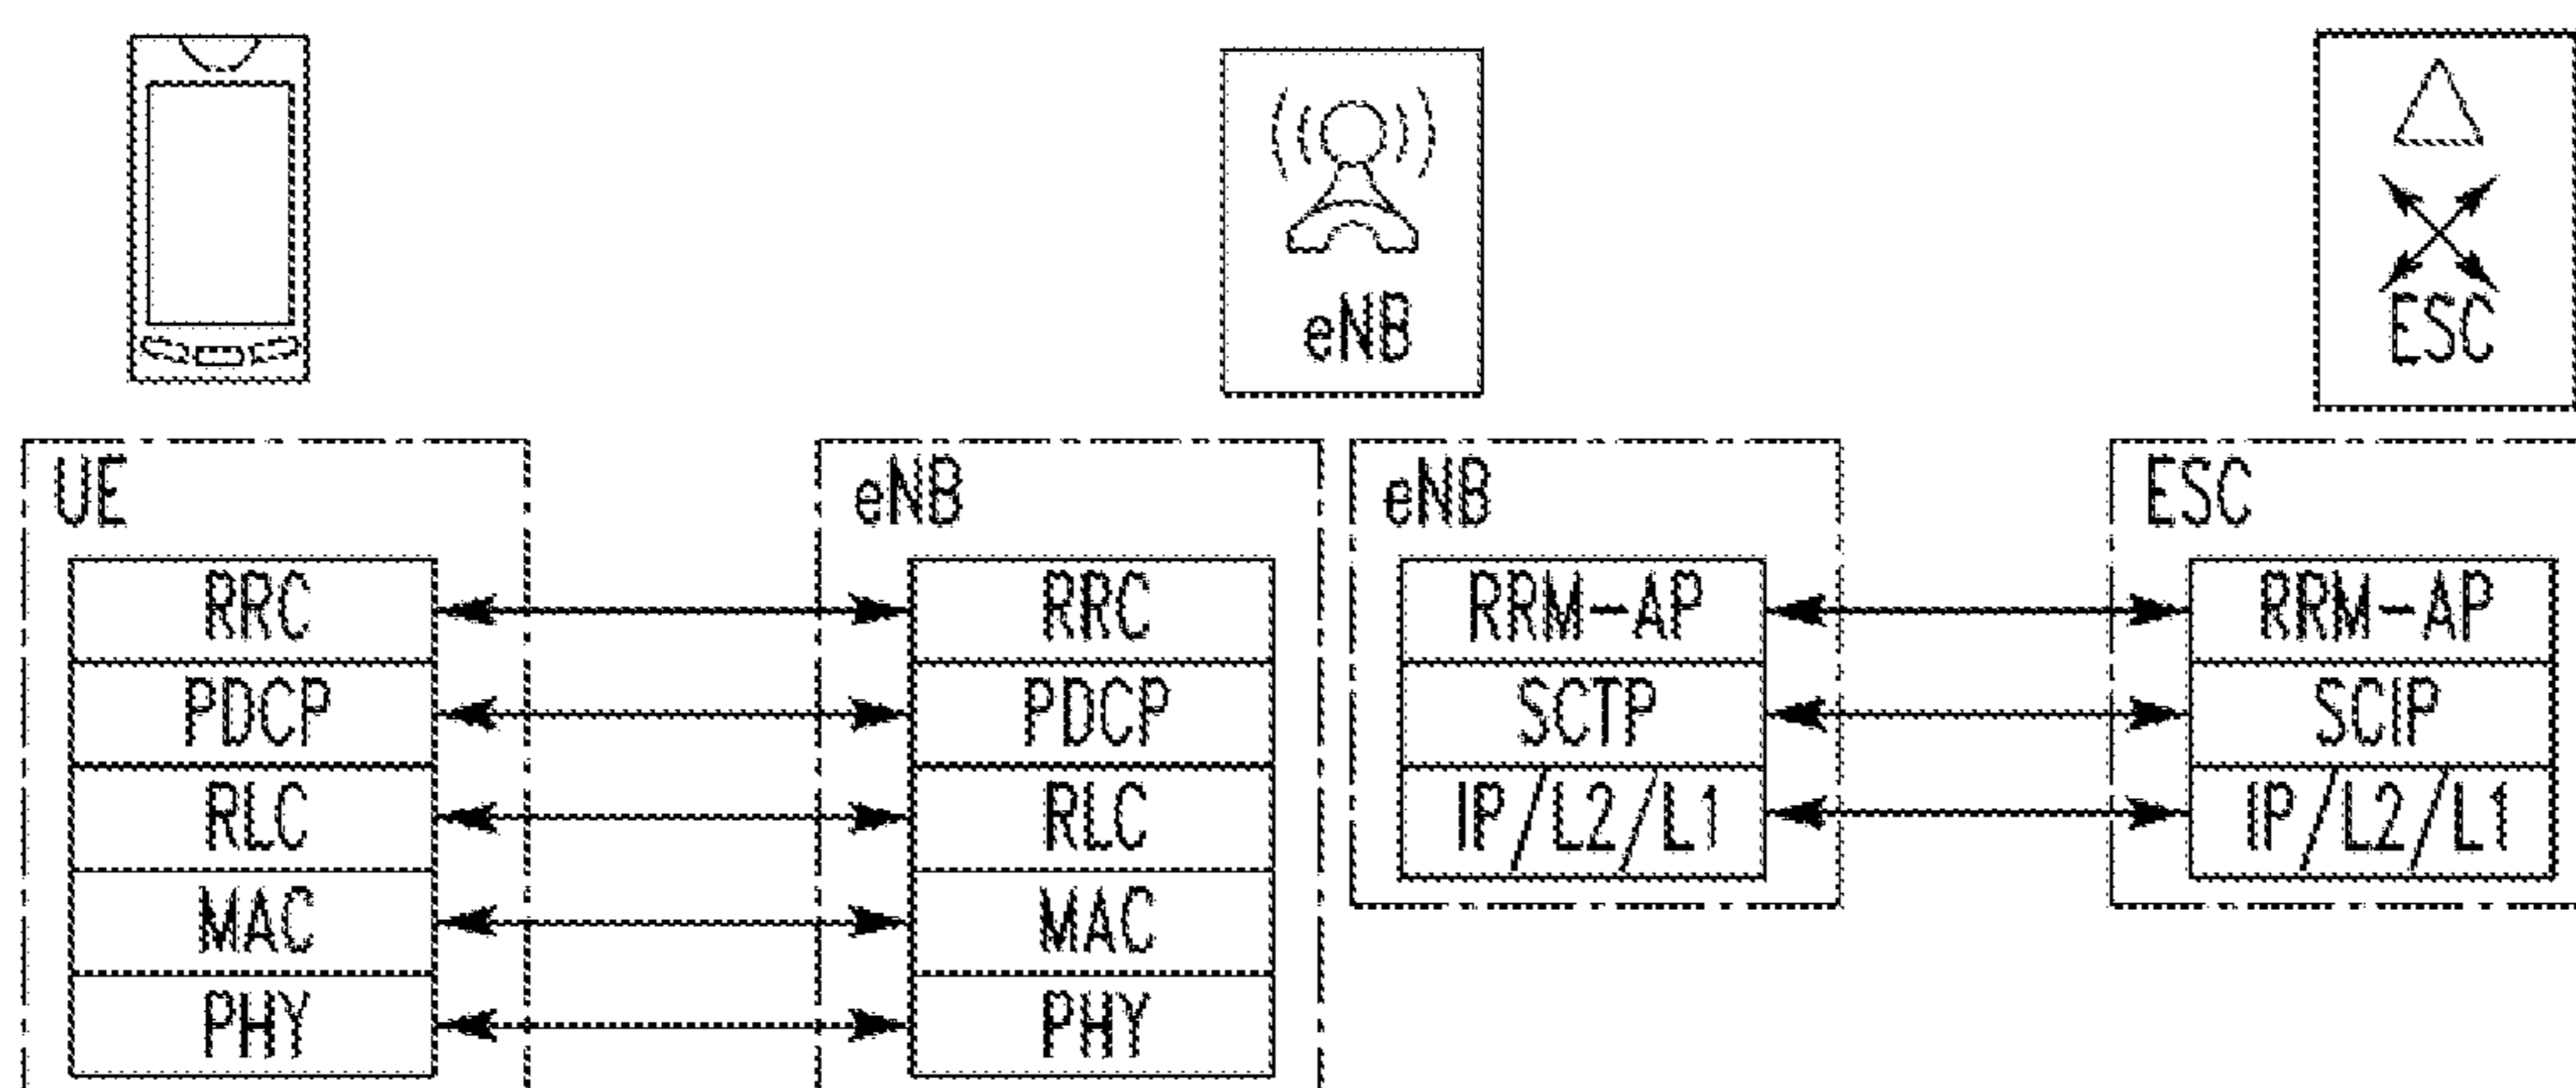 eNB
ESC
UE
RRC
PDCP
RLC
MAC
PHY
eNB
RRC
PDCP
RLC
MAC
PHY
eNB
RRM-AP
SCTP
IP/L2/L1
ESC
RRM-AP
SCIP
IP/L2/L1